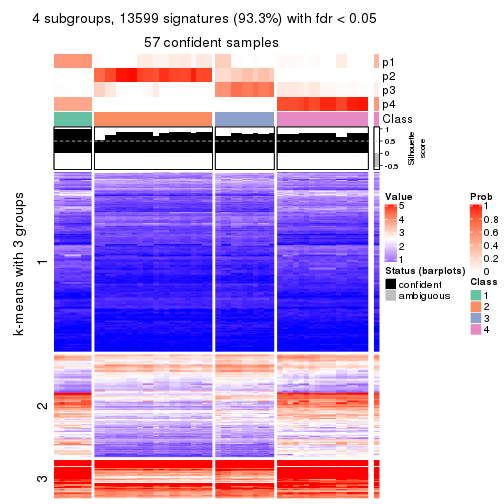 4 subgroups, 13599 signatures (93.3%) with fdr < 0.05
57 confident samples
p1
p2
p3
p4
Class
1
0.5
0
-0.5
Silhouette
score
k-means with 3 groups
1
2
3
Value
5
4
3
2
1
Status (barplots)
confident
ambiguous
Prob
1
0.8
0.6
0.4
0.2
0
Class
1
2
3
4